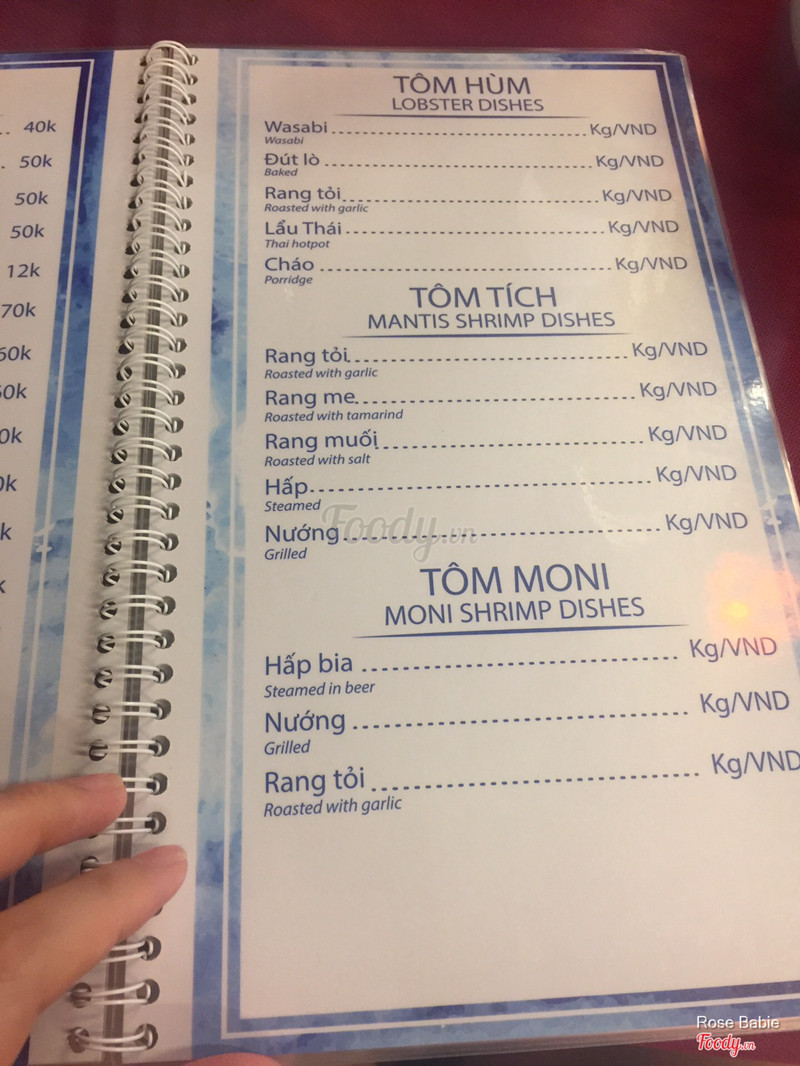 40k
50k
50k
50k
12k
70k
TÔM HÙM
LOBSTER DISHES
Wasabi Kg/VND
Wasabi
Đút lò Kg/VND
Baked
Rang tỏi Kg/VND
Roasted with garlic
Lẩu Thái Kg/VND
Thai hotpot
Cháo Kg/VND
Porridge
TÔM TÍCH
MANTIS SHRIMP DISHES
Rang tỏi Kg/VND
Roasted with garlic
Rang me Kg/VND
Roasted with tamarind
Rang muối Kg/VND
Roasted with salt
Hấp Kg/VND
Steamed
Nướng Kg/VND
Grilled
Foody.vn
TÔM MONI
MONI SHRIMP DISHES
Hấp bia Kg/VND
Steamed in beer
Nướng Kg/VND
Grilled
Rang tỏi Kg/VND
Roasted with garlic
Rose Babie
Foody.vn